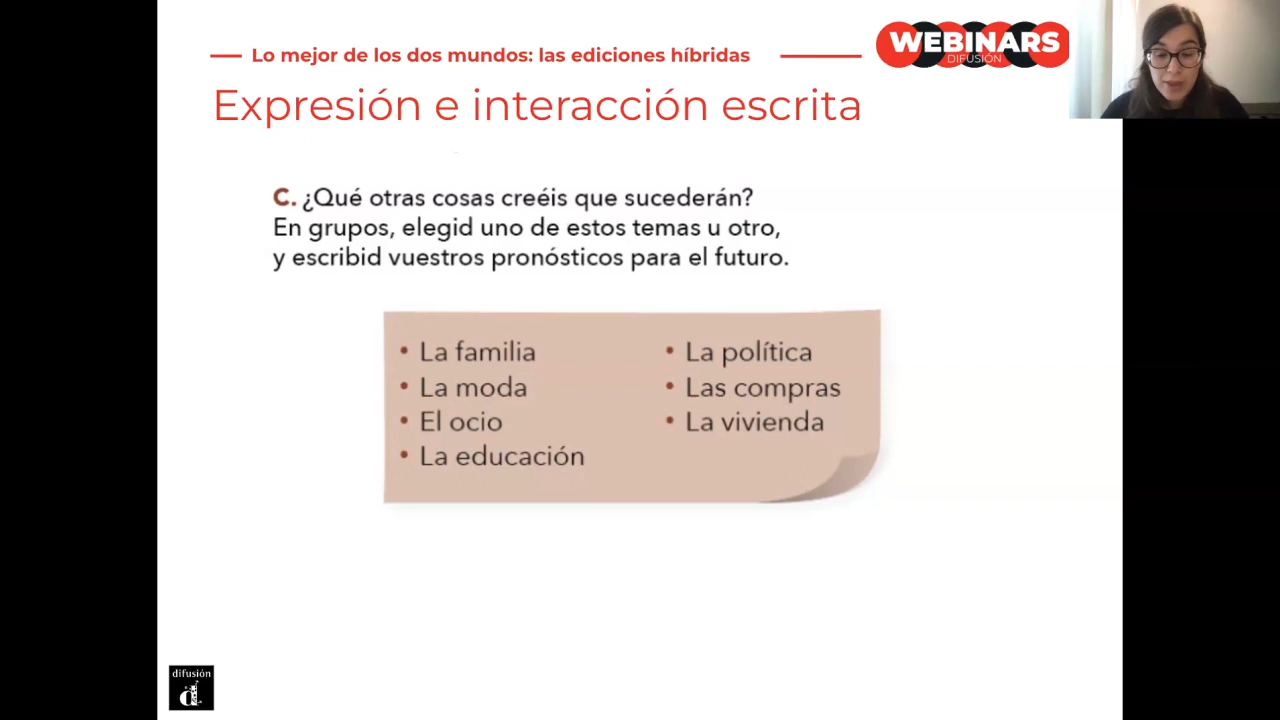 Lo mejor de los dos mundos: las ediciones híbridas
WEBINARS
DIFUSIÓN
Expresión e interacción escrita
C. ¿Qué otras cosas creéis que sucederán?
En grupos, elegid uno de estos temas u otro,
y escribid vuestros pronósticos para el futuro.
• La familia
• La moda
• El ocio
• La educación
• La política
• Las compras
• La vivienda
difusión
d